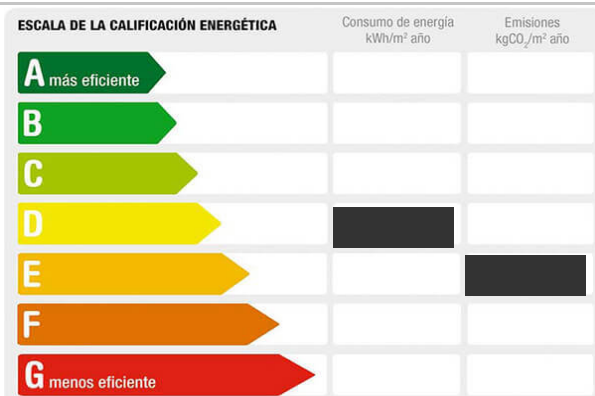 ESCALA DE LA CALIFICACIÓN ENERGÉTICA
Consumo de energía
kWh/m² año
Emisiones
kgCO₂/m² año
A más eficiente
B
C
D
E
F
G menos eficiente